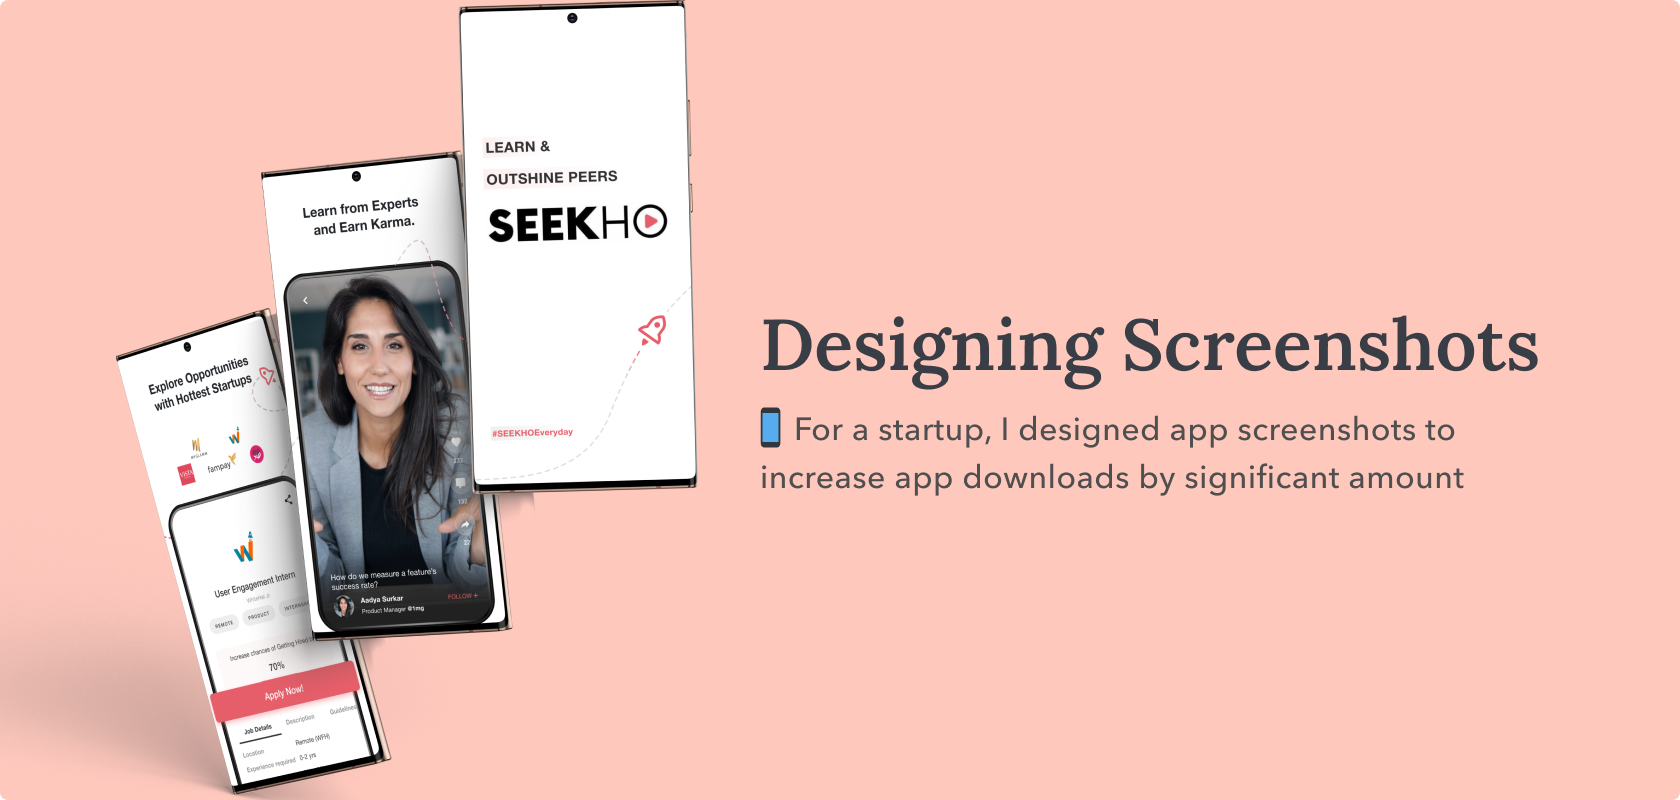 LEARN &
OUTSHINE PEERS
SEEKHO
#SEEKHOEveryday
Learn from Experts
and Earn Karma.
How do we measure a feature's
success rate?
Aadya Surkar
FOLLOW +
Product Manager @1mg
Explore Opportunities
with Hottest Startups
fampay
User Engagement Intern
REMOTE PRODUCT
Increase chances of Getting Hired
70%
Apply Now!
Job Details Description Guidelines
Location Remote (WFH)
Experience required 0-2 yrs
Designing Screenshots
For a startup, I designed app screenshots to
increase app downloads by significant amount